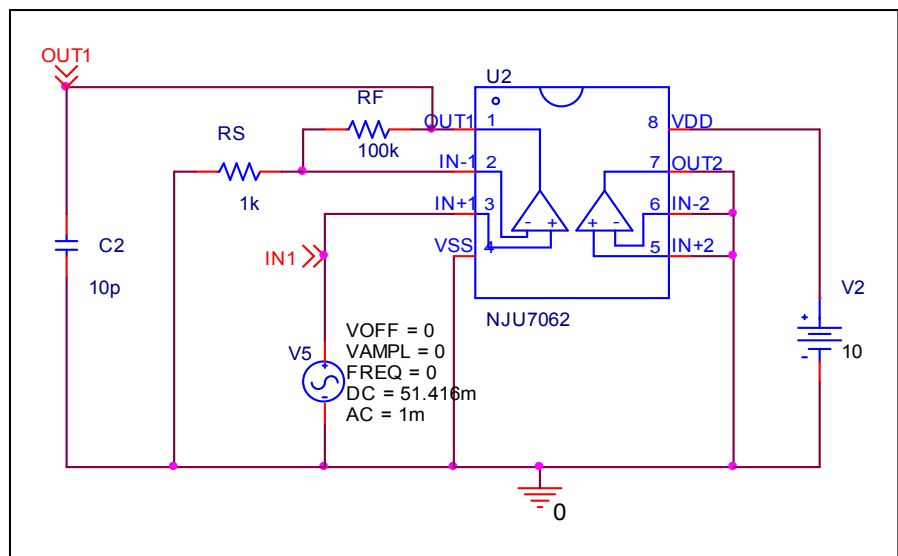 OUT1
U2
RF
OUT1
1
8
VDD
RS
100k
IN-1
2
7
OUT2
1k
IN+1
3
6
IN-2
- +
+ -
VSS
4
5
IN+2
IN1
C2
10p
NJU7062
V2
VOFF = 0
V5
VAMPL = 0
FREQ = 0
DC = 51.416m
AC = 1m
+
-
+
-
10
0